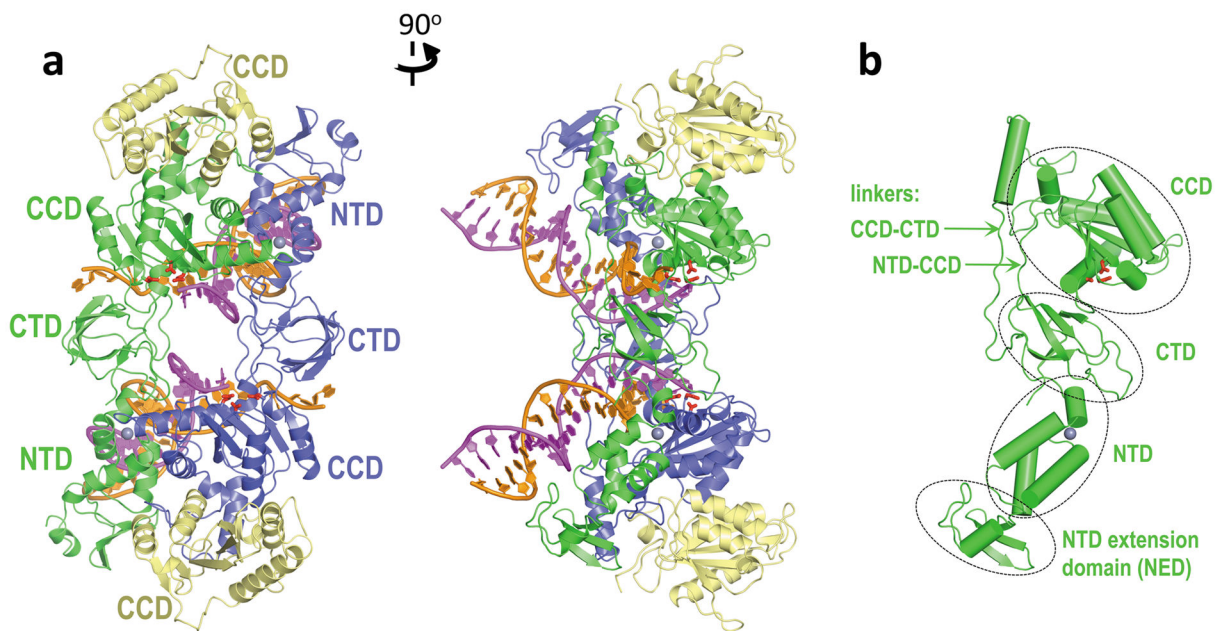 a
90o
b
CCD
CCD
NTD
CTD
CTD
NTD
CCD
CCD
linkers:
CCD-CTD
NTD-CCD
CCD
CTD
NTD
NTD extension
domain (NED)